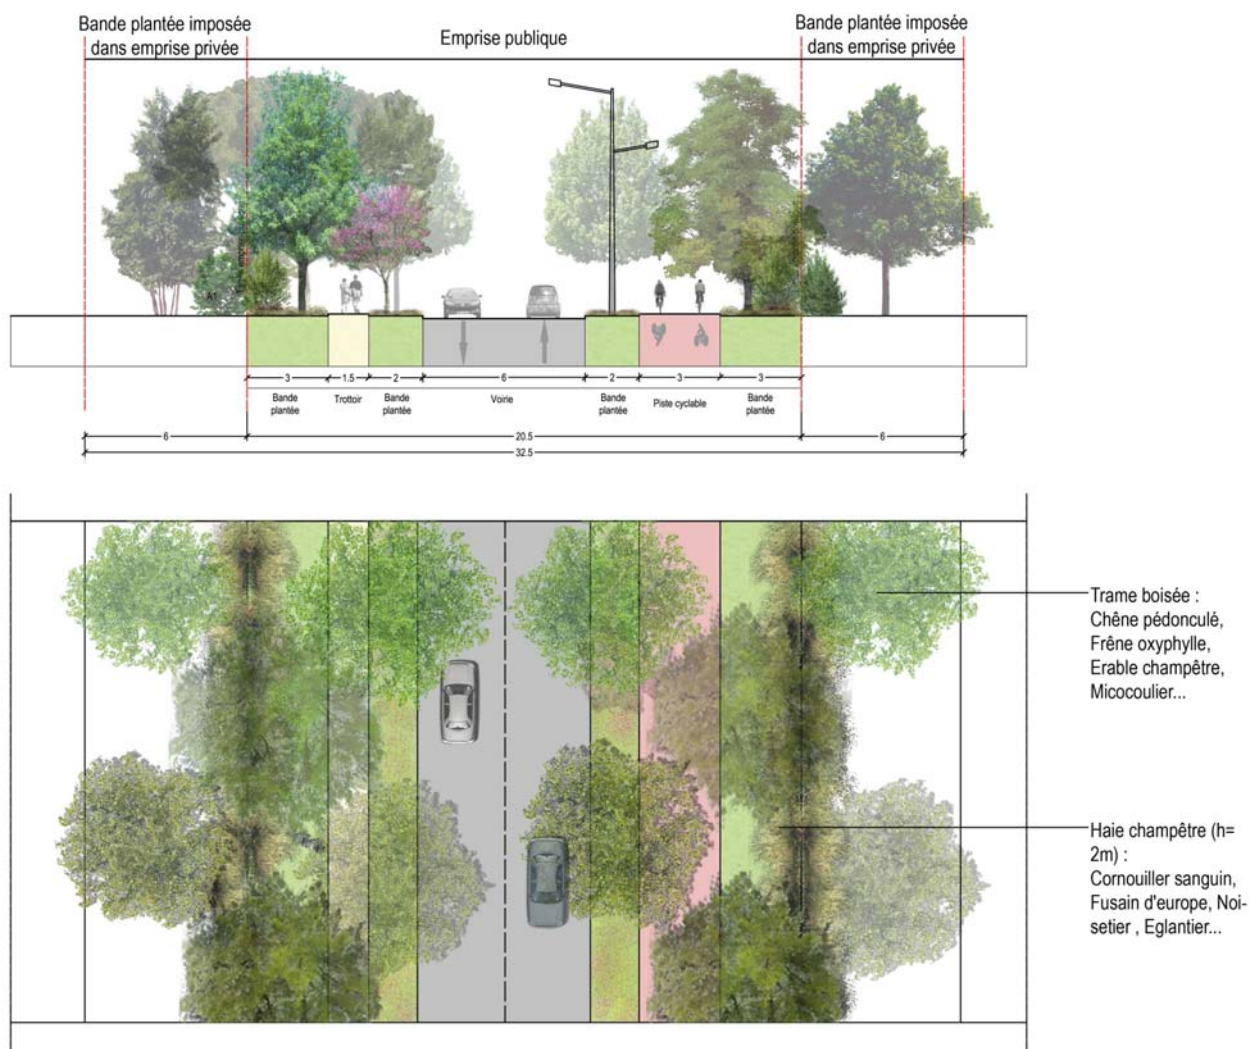 Bande plantée imposée
dans emprise privée
Emprise publique
Bande plantée imposée
dans emprise privée
3
1.5
2
6
2
3
3
Bande
plantée
Trottoir
Bande
plantée
Voirie
Bande
plantée
Piste cyclable
Bande
plantée
6
20.5
6
32.5
Trame boisée :
Chêne pédonculé,
Frêne oxyphylle,
Erable champêtre,
Micocoulier...
Haie champêtre (h=
2m) :
Cornouiller sanguin,
Fusain d'europe, Noi-
setier , Eglantier...